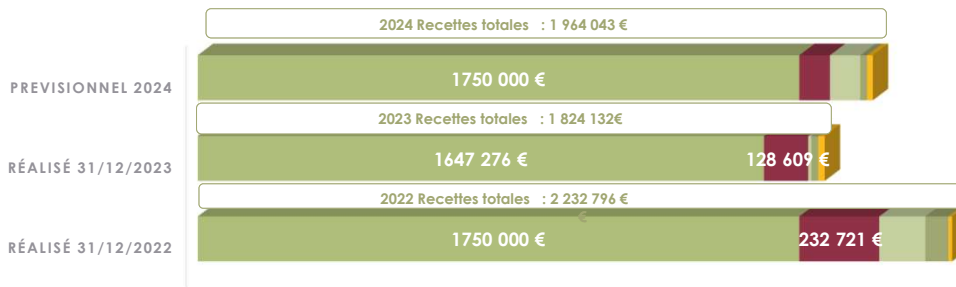 2024 Recettes totales : 1 964 043 €
PREVISIONNEL 2024
1750 000 €
2023 Recettes totales : 1 824 132€
RÉALISÉ 31/12/2023
1647 276 €
128 609 €
2022 Recettes totales : 2 232 796 €
€
RÉALISÉ 31/12/2022
1750 000 €
232 721 €